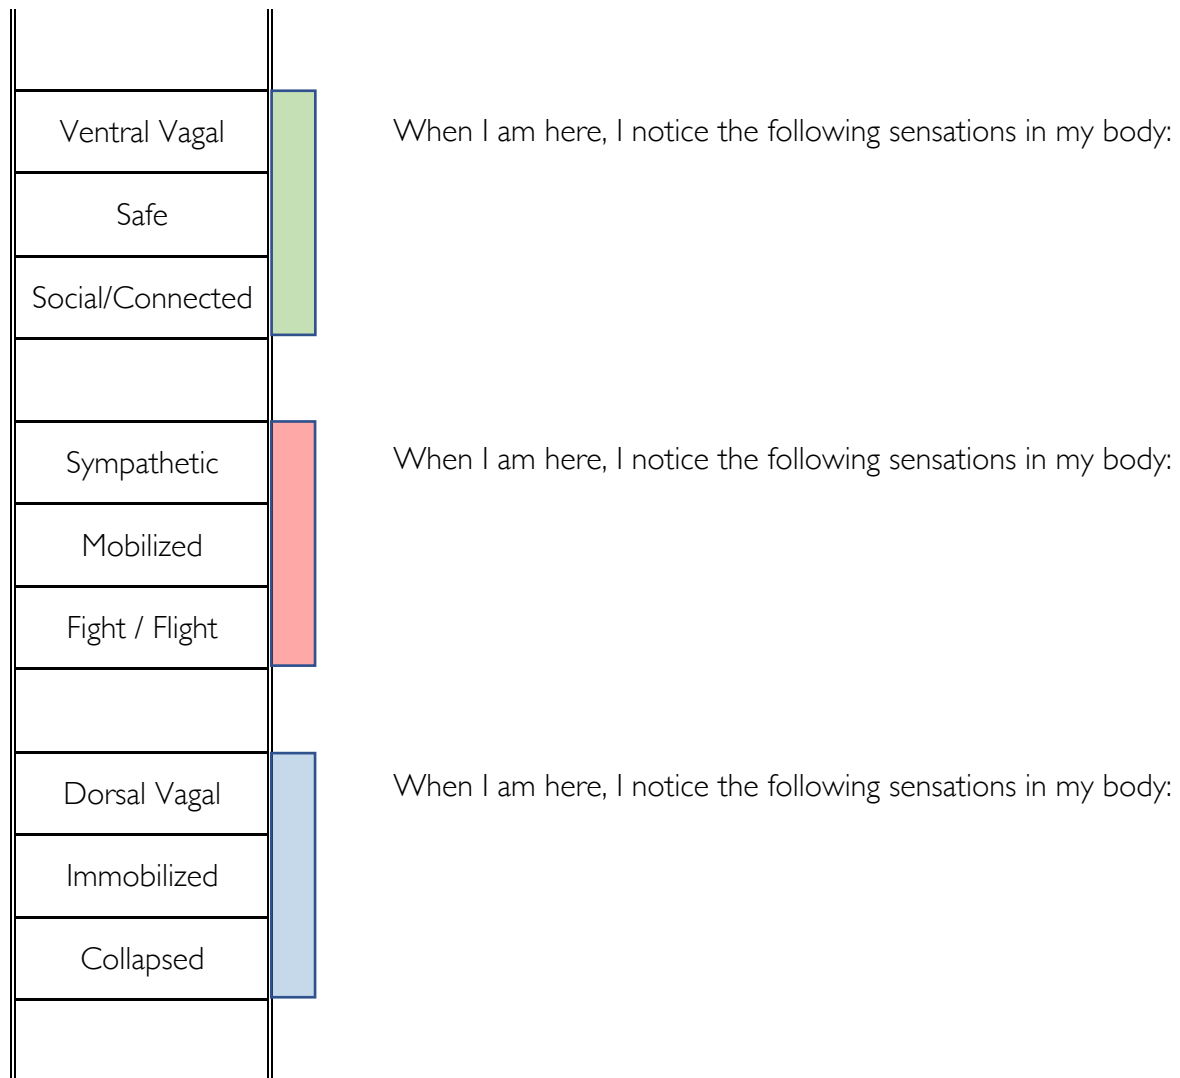 Ventral Vagal
When I am here, I notice the following sensations in my body:
Safe
Social/Connected
Sympathetic
When I am here, I notice the following sensations in my body:
Mobilized
Fight / Flight
Dorsal Vagal
When I am here, I notice the following sensations in my body:
Immobilized
Collapsed